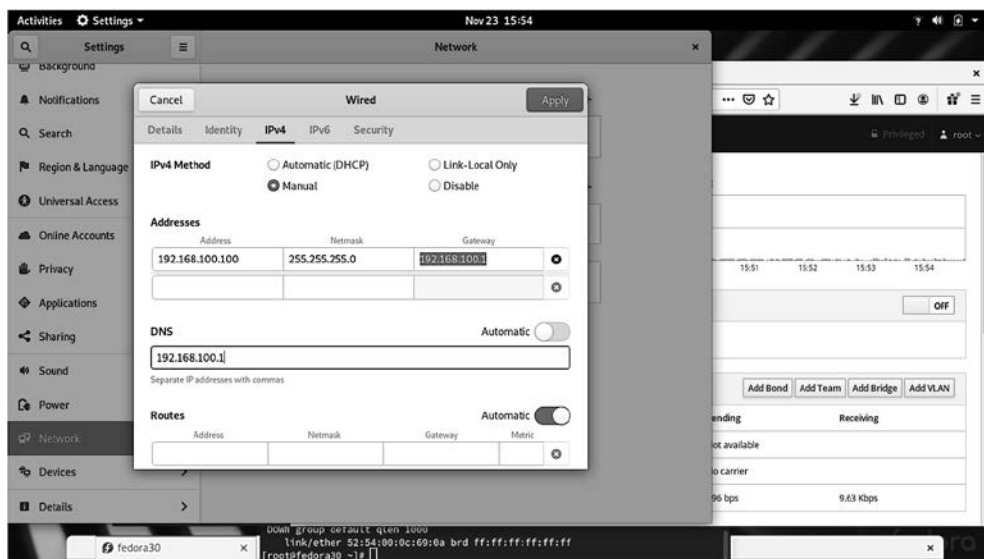 Activities Settings Nov 23 15:54 ?
Settings
Network
Background
Notifications
Search
Region & Language
Universal Access
Online Accounts
Privacy
Applications
Sharing
Sound
Power
Network
Devices
Details
Cancel Wired Apply
Details Identity IPv4 IPv6 Security
IPv4 Method Automatic (DHCP) Link-Local Only
Manual Disable
Addresses
Address Netmask Gateway
192.168.100.100 255.255.255.0 192.168.100.1
DNS Automatic
192.168.100.1
Separate IP addresses with commas
Routes Automatic
Address Netmask Gateway Metric
Privileged root
15:51 15:52 15:53 15:54
OFF
Add Bond Add Team Add Bridge Add VLAN
ending Receiving
ot available
o carrier
96 bps 9.63 Kbps
DOWN group default qlen 1000
link/ether 52:54:00:0c:69:0a brd ff:ff:ff:ff:ff:ff
[root@fedora30 ~]#
fedora30
ora